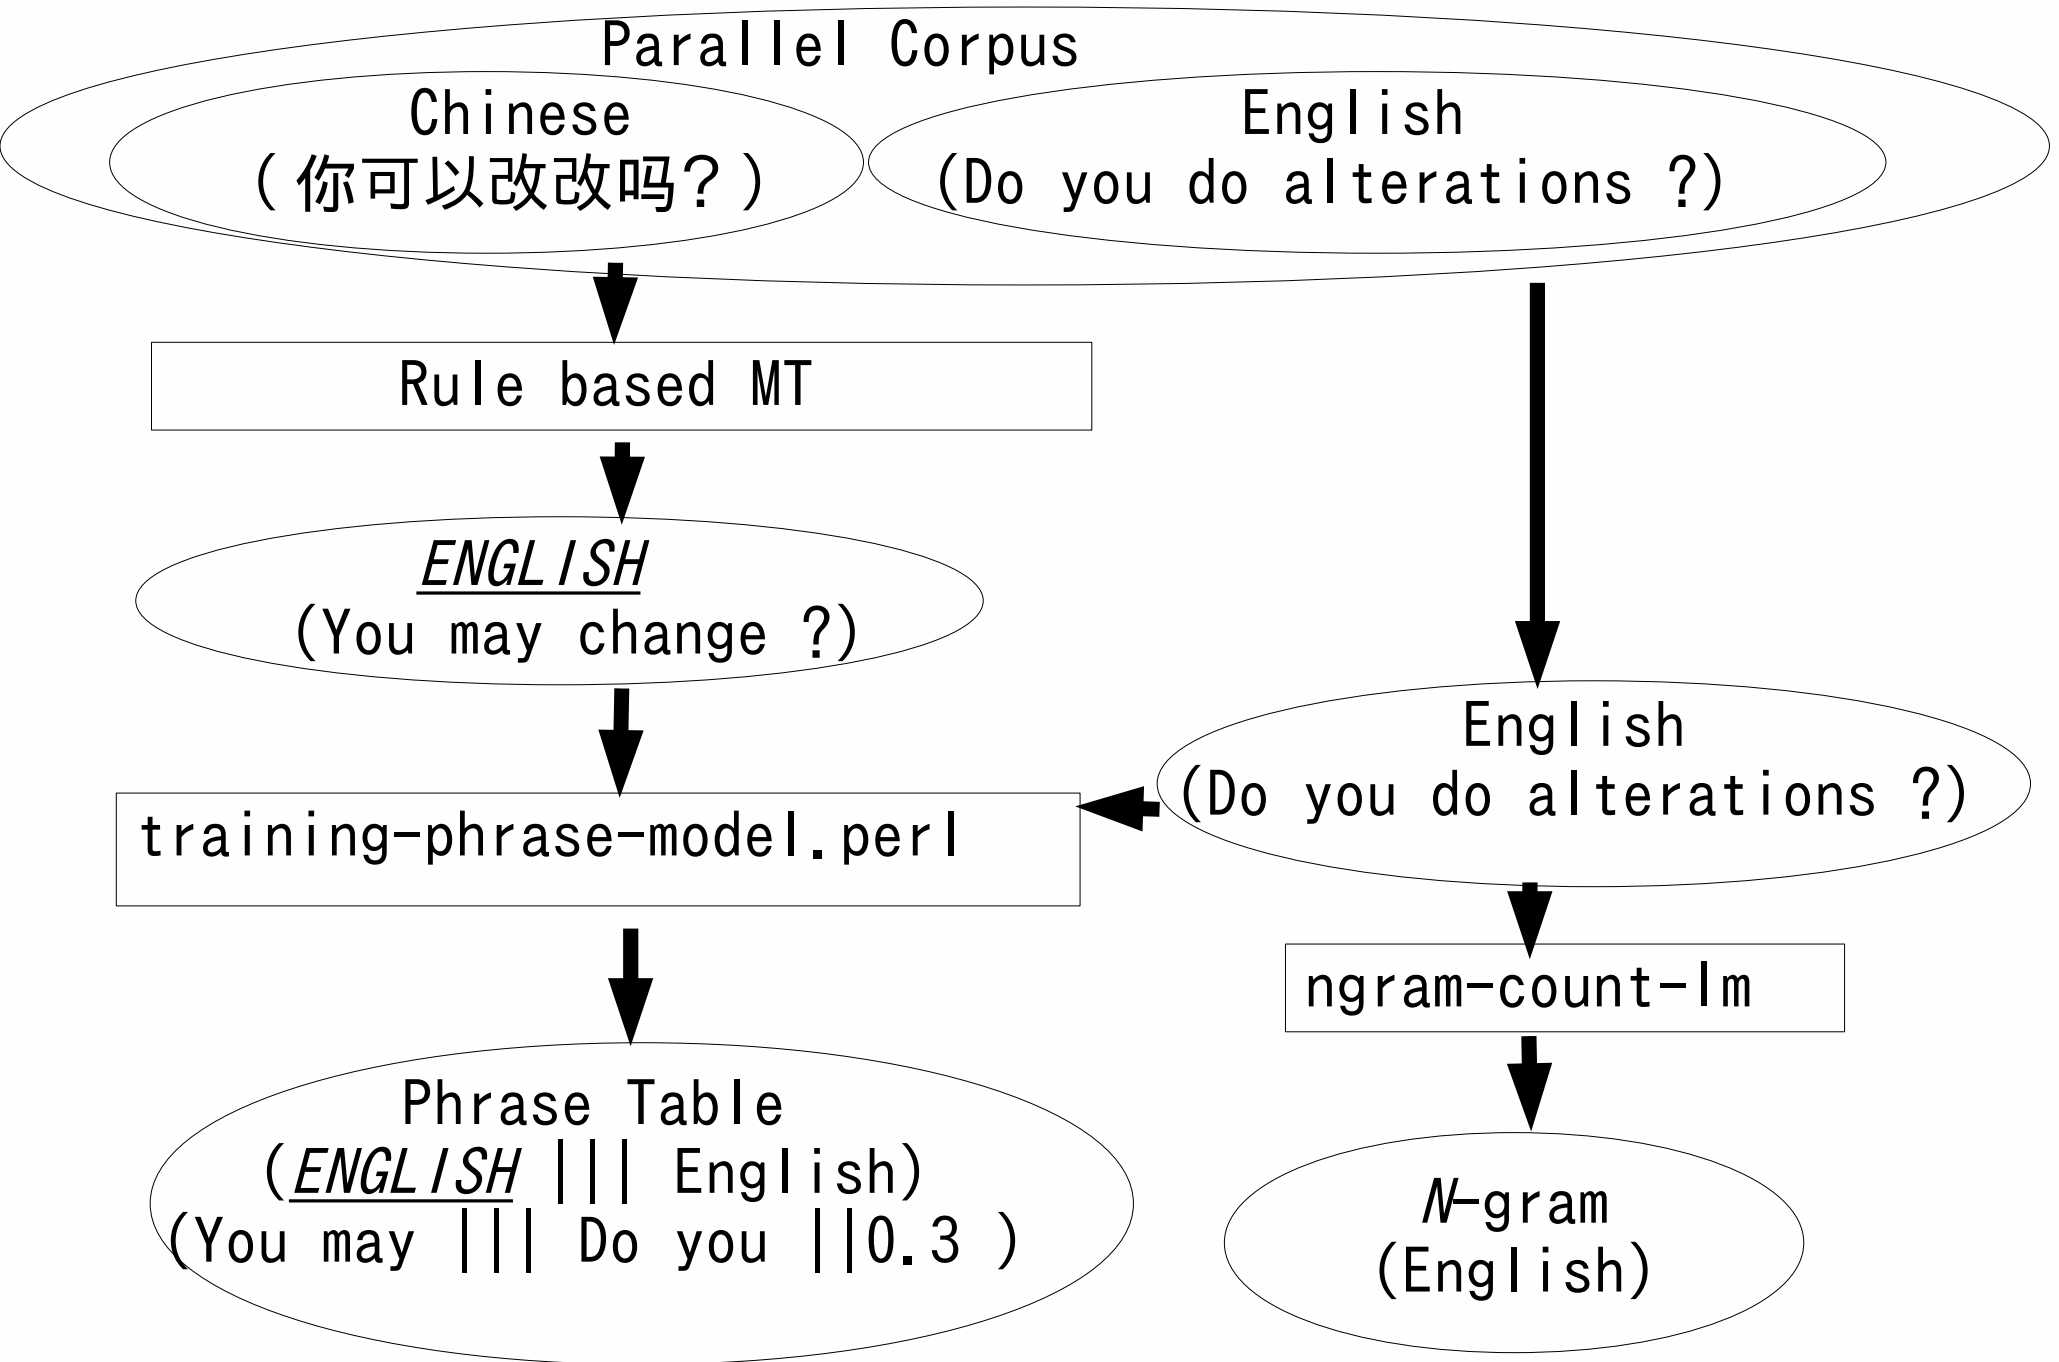 Parallel Corpus
Chinese
(你可以改改吗?)
English
(Do you do alterations ?)
Rule based MT
ENGLISH
(You may change ?)
English
(Do you do alterations ?)
training-phrase-model.perl
ngram-count-lm
Phrase Table
(ENGLISH ||| English)
(You may ||| Do you ||0.3 )
N-gram
(English)